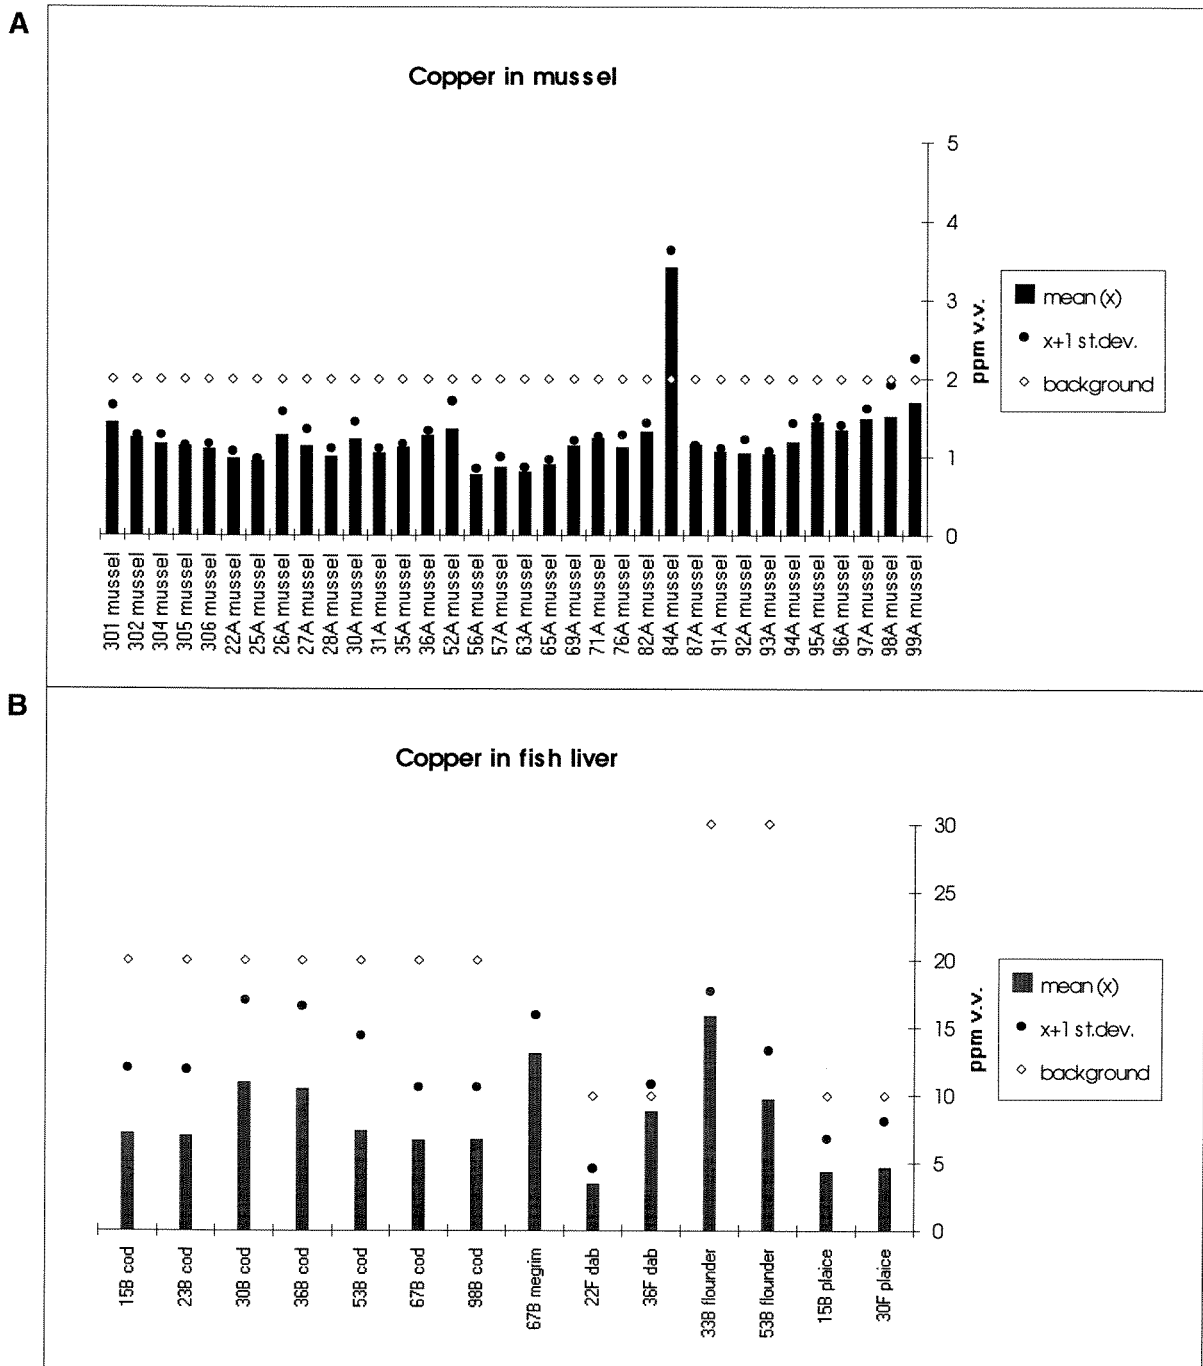 A
Copper in mussel
5
4
3
2
1
0
ppm v.v.
mean (x)
x+1 st.dev.
background
301 mussel
302 mussel
304 mussel
305 mussel
306 mussel
22A mussel
25A mussel
26A mussel
27A mussel
28A mussel
30A mussel
31A mussel
35A mussel
36A mussel
52A mussel
56A mussel
57A mussel
63A mussel
65A mussel
69A mussel
71A mussel
76A mussel
82A mussel
84A mussel
87A mussel
91A mussel
92A mussel
93A mussel
94A mussel
95A mussel
96A mussel
97A mussel
98A mussel
99A mussel
B
Copper in fish liver
30
25
20
15
10
5
0
ppm v.v.
mean (x)
x+1 st.dev.
background
15B cod
23B cod
30B cod
36B cod
53B cod
67B cod
98B cod
67B megrim
22F dab
36F dab
33B flounder
53B flounder
15B plaice
30F plaice